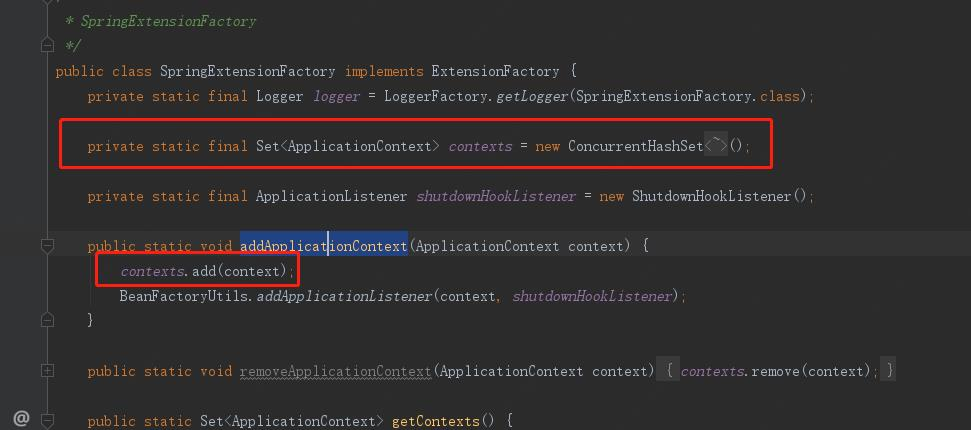 * SpringExtensionFactory
*/
public class SpringExtensionFactory implements ExtensionFactory {
private static final Logger logger = LoggerFactory.getLogger(SpringExtensionFactory.class);
private static final Set<ApplicationContext> contexts = new ConcurrentHashSet<~>();
private static final ApplicationListener shutdownHookListener = new ShutdownHookListener();
public static void addApplicationContext(ApplicationContext context) {
contexts.add(context);
BeanFactoryUtils.addApplicationListener(context, shutdownHookListener);
}
public static void removeApplicationContext(ApplicationContext context) { contexts.remove(context); }
@ public static Set<ApplicationContext> getContexts() {